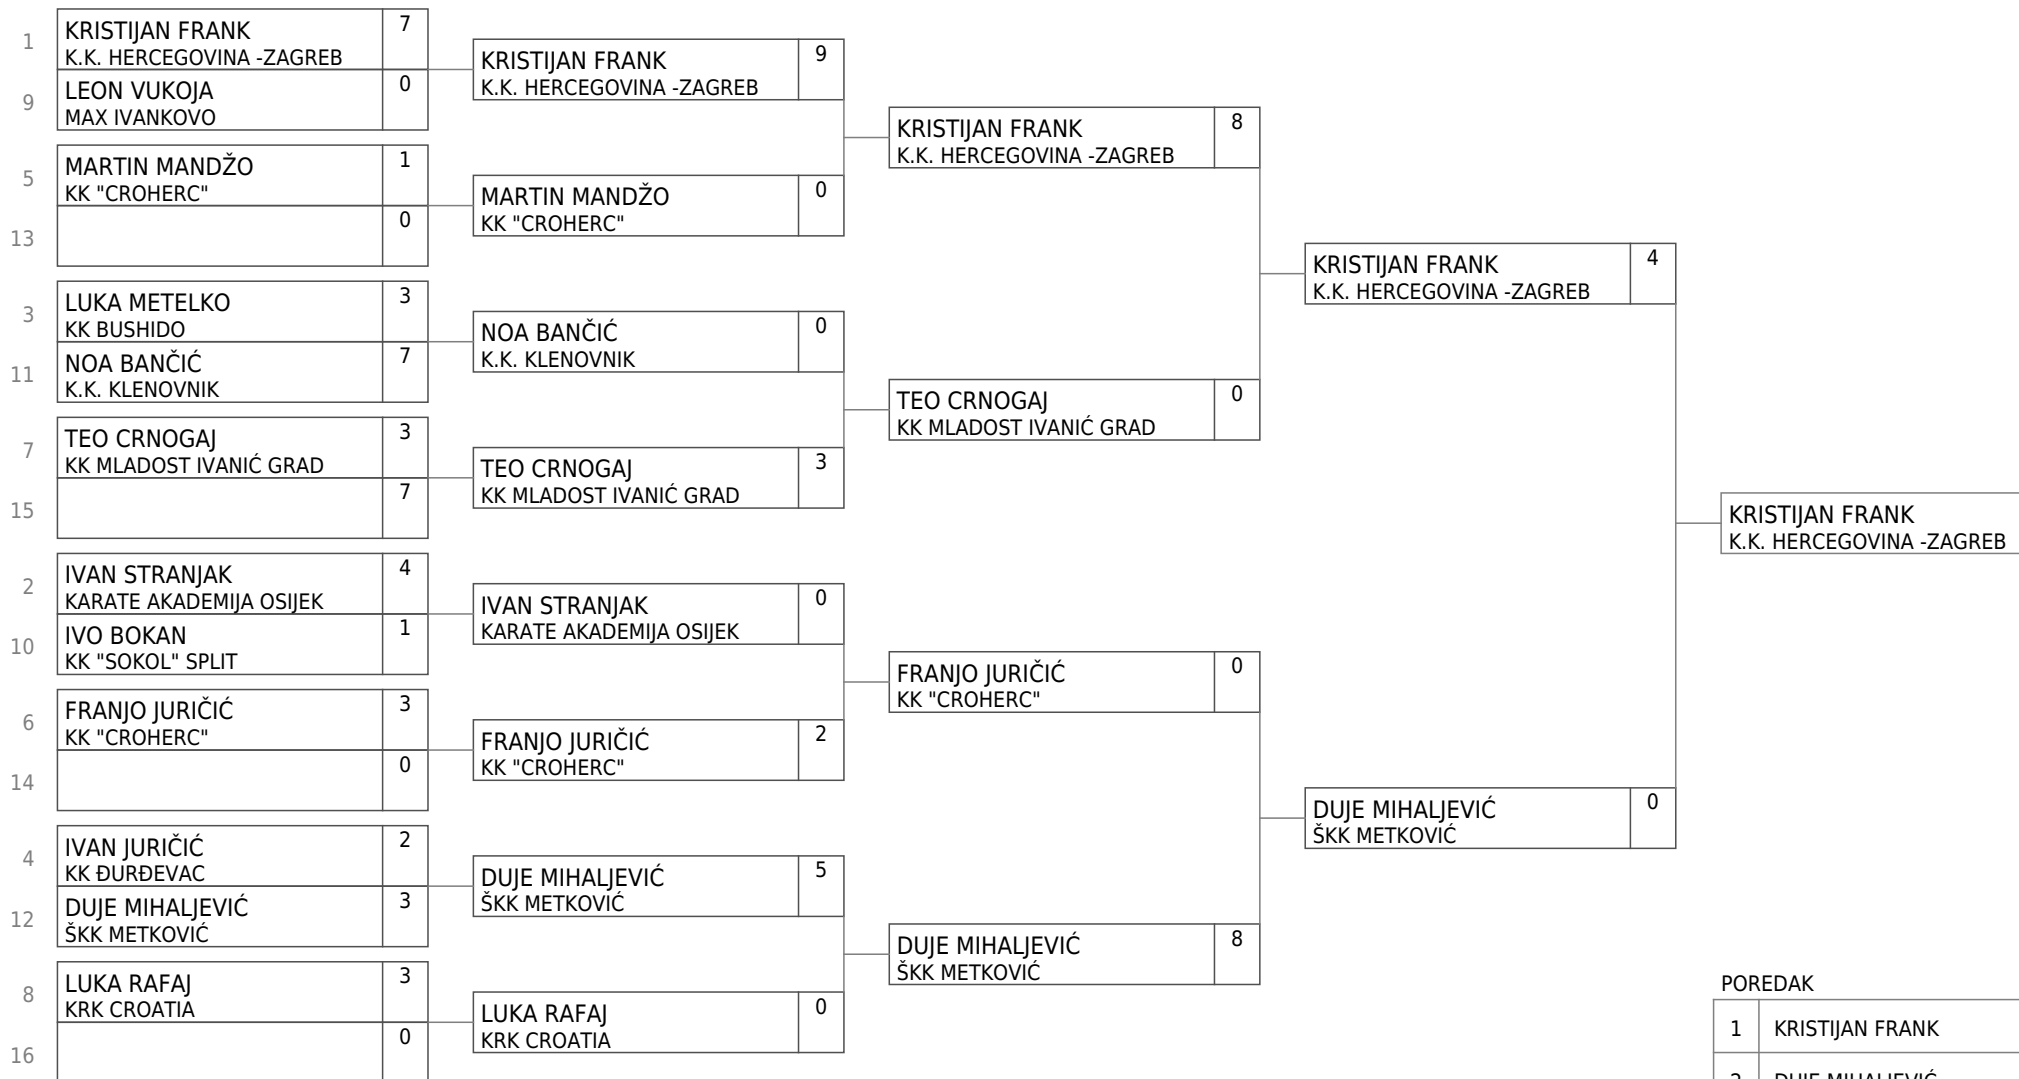 1
KRISTIJAN FRANK
K.K. HERCEGOVINA -ZAGREB
7
9
LEON VUKOJA
MAX IVANKOVO
0
5
MARTIN MANDŽO
KK "CROHERC"
1
13
0
3
LUKA METELKO
KK BUSHIDO
3
11
NOA BANČIĆ
K.K. KLENOVNIK
7
7
TEO CRNOGAJ
KK MLADOST IVANIĆ GRAD
3
15
7
2
IVAN STRANJAK
KARATE AKADEMIJA OSIJEK
4
10
IVO BOKAN
KK "SOKOL" SPLIT
1
6
FRANJO JURIČIĆ
KK "CROHERC"
3
14
0
4
IVAN JURIČIĆ
KK ĐURĐEVAC
2
12
DUJE MIHALJEVIĆ
ŠKK METKOVIĆ
3
8
LUKA RAFAJ
KRK CROATIA
3
16
0
KRISTIJAN FRANK
K.K. HERCEGOVINA -ZAGREB
9
MARTIN MANDŽO
KK "CROHERC"
0
NOA BANČIĆ
K.K. KLENOVNIK
0
TEO CRNOGAJ
KK MLADOST IVANIĆ GRAD
3
IVAN STRANJAK
KARATE AKADEMIJA OSIJEK
0
FRANJO JURIČIĆ
KK "CROHERC"
2
DUJE MIHALJEVIĆ
ŠKK METKOVIĆ
5
LUKA RAFAJ
KRK CROATIA
0
KRISTIJAN FRANK
K.K. HERCEGOVINA -ZAGREB
8
TEO CRNOGAJ
KK MLADOST IVANIĆ GRAD
0
FRANJO JURIČIĆ
KK "CROHERC"
0
DUJE MIHALJEVIĆ
ŠKK METKOVIĆ
8
KRISTIJAN FRANK
K.K. HERCEGOVINA -ZAGREB
4
DUJE MIHALJEVIĆ
ŠKK METKOVIĆ
0
KRISTIJAN FRANK
K.K. HERCEGOVINA -ZAGREB
POREDAK
1 KRISTIJAN FRANK
2 DUJE MIHALJEVIĆ